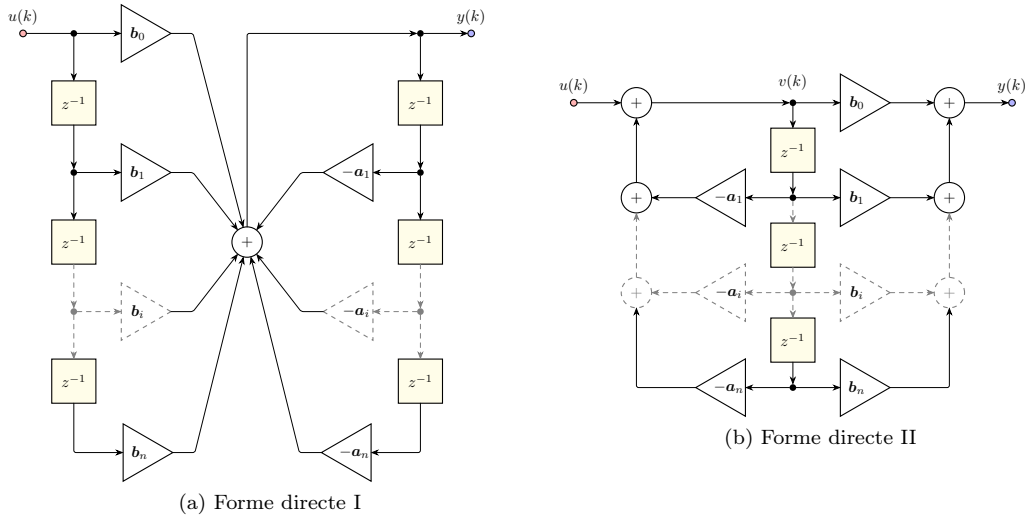 u(k)
y(k)
b₀
z⁻¹
z⁻¹
b₁
−a₁
+
z⁻¹
z⁻¹
bᵢ
−aᵢ
z⁻¹
z⁻¹
bₙ
−aₙ
(a) Forme directe I
u(k)
v(k)
y(k)
+
b₀
+
z⁻¹
+
−a₁
b₁
+
z⁻¹
+
−aᵢ
bᵢ
+
z⁻¹
−aₙ
bₙ
(b) Forme directe II